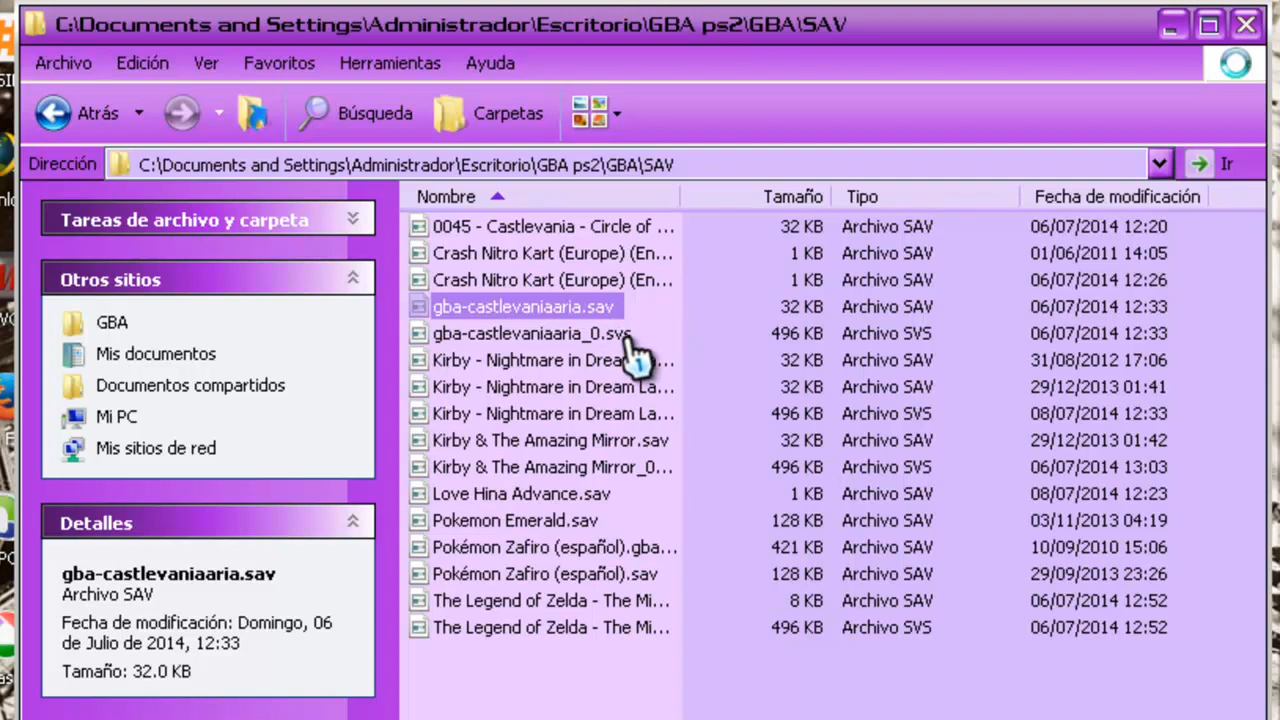 C:\Documents and Settings\Administrador\Escritorio\GBA ps2\GBA\SAV
Archivo Edición Ver Favoritos Herramientas Ayuda
Atrás Búsqueda Carpetas
Dirección C:\Documents and Settings\Administrador\Escritorio\GBA ps2\GBA\SAV Ir
Tareas de archivo y carpeta
Otros sitios
GBA
Mis documentos
Documentos compartidos
Mi PC
Mis sitios de red
Detalles
gba-castlevaniaaria.sav
Archivo SAV
Fecha de modificación: Domingo, 06
de Julio de 2014, 12:33
Tamaño: 32.0 KB
Nombre Tamaño Tipo Fecha de modificación
0045 - Castlevania - Circle of ... 32 KB Archivo SAV 06/07/2014 12:20
Crash Nitro Kart (Europe) (En... 1 KB Archivo SAV 01/06/2011 14:05
Crash Nitro Kart (Europe) (En... 1 KB Archivo SAV 06/07/2014 12:26
gba-castlevaniaaria.sav 32 KB Archivo SAV 06/07/2014 12:33
gba-castlevaniaaria_0.svs 496 KB Archivo SVS 06/07/2014 12:33
Kirby - Nightmare in Drea... 32 KB Archivo SAV 31/08/2012 17:06
Kirby - Nightmare in Dream La... 32 KB Archivo SAV 29/12/2013 01:41
Kirby - Nightmare in Dream La... 496 KB Archivo SVS 08/07/2014 12:33
Kirby & The Amazing Mirror.sav 32 KB Archivo SAV 29/12/2013 01:42
Kirby & The Amazing Mirror_0... 496 KB Archivo SVS 06/07/2014 13:03
Love Hina Advance.sav 1 KB Archivo SAV 08/07/2014 12:23
Pokemon Emerald.sav 128 KB Archivo SAV 03/11/2013 04:19
Pokémon Zafiro (español).gba... 421 KB Archivo SAV 10/09/2010 15:06
Pokémon Zafiro (español).sav 128 KB Archivo SAV 29/09/2013 23:26
The Legend of Zelda - The Mi... 8 KB Archivo SAV 06/07/2014 12:52
The Legend of Zelda - The Mi... 496 KB Archivo SVS 06/07/2014 12:52